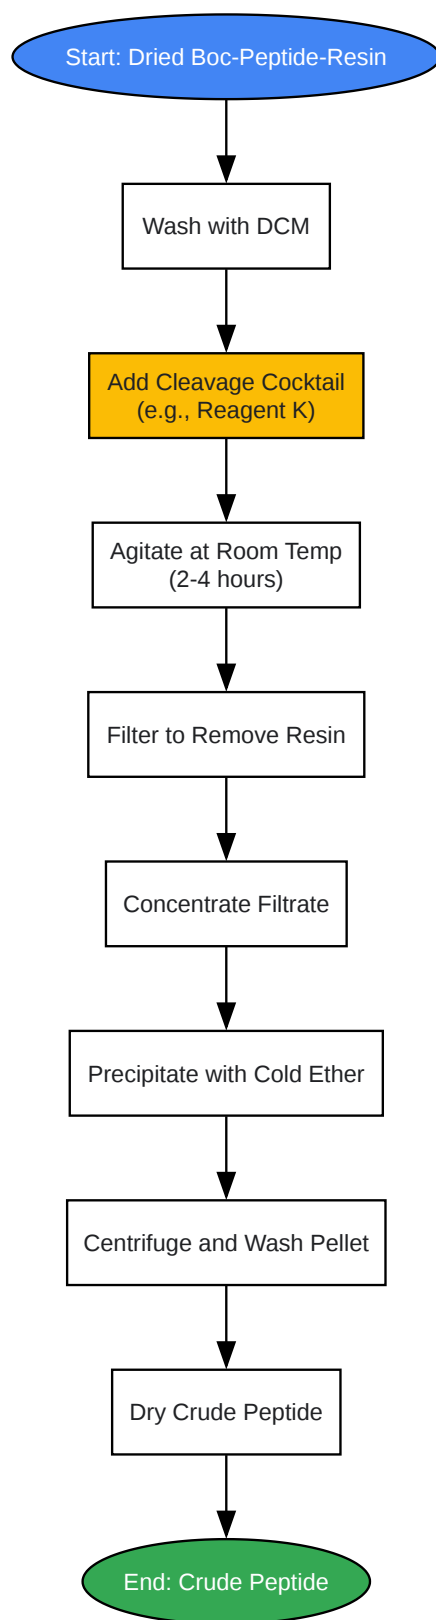 Start: Dried Boc-Peptide-Resin
Wash with DCM
Add Cleavage Cocktail
(e.g., Reagent K)
Agitate at Room Temp
(2-4 hours)
Filter to Remove Resin
Concentrate Filtrate
Precipitate with Cold Ether
Centrifuge and Wash Pellet
Dry Crude Peptide
End: Crude Peptide